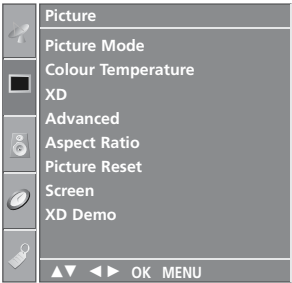 Picture
Picture Mode
Colour Temperature
XD
Advanced
Aspect Ratio
Picture Reset
Screen
XD Demo
▲▼ ◄► OK MENU